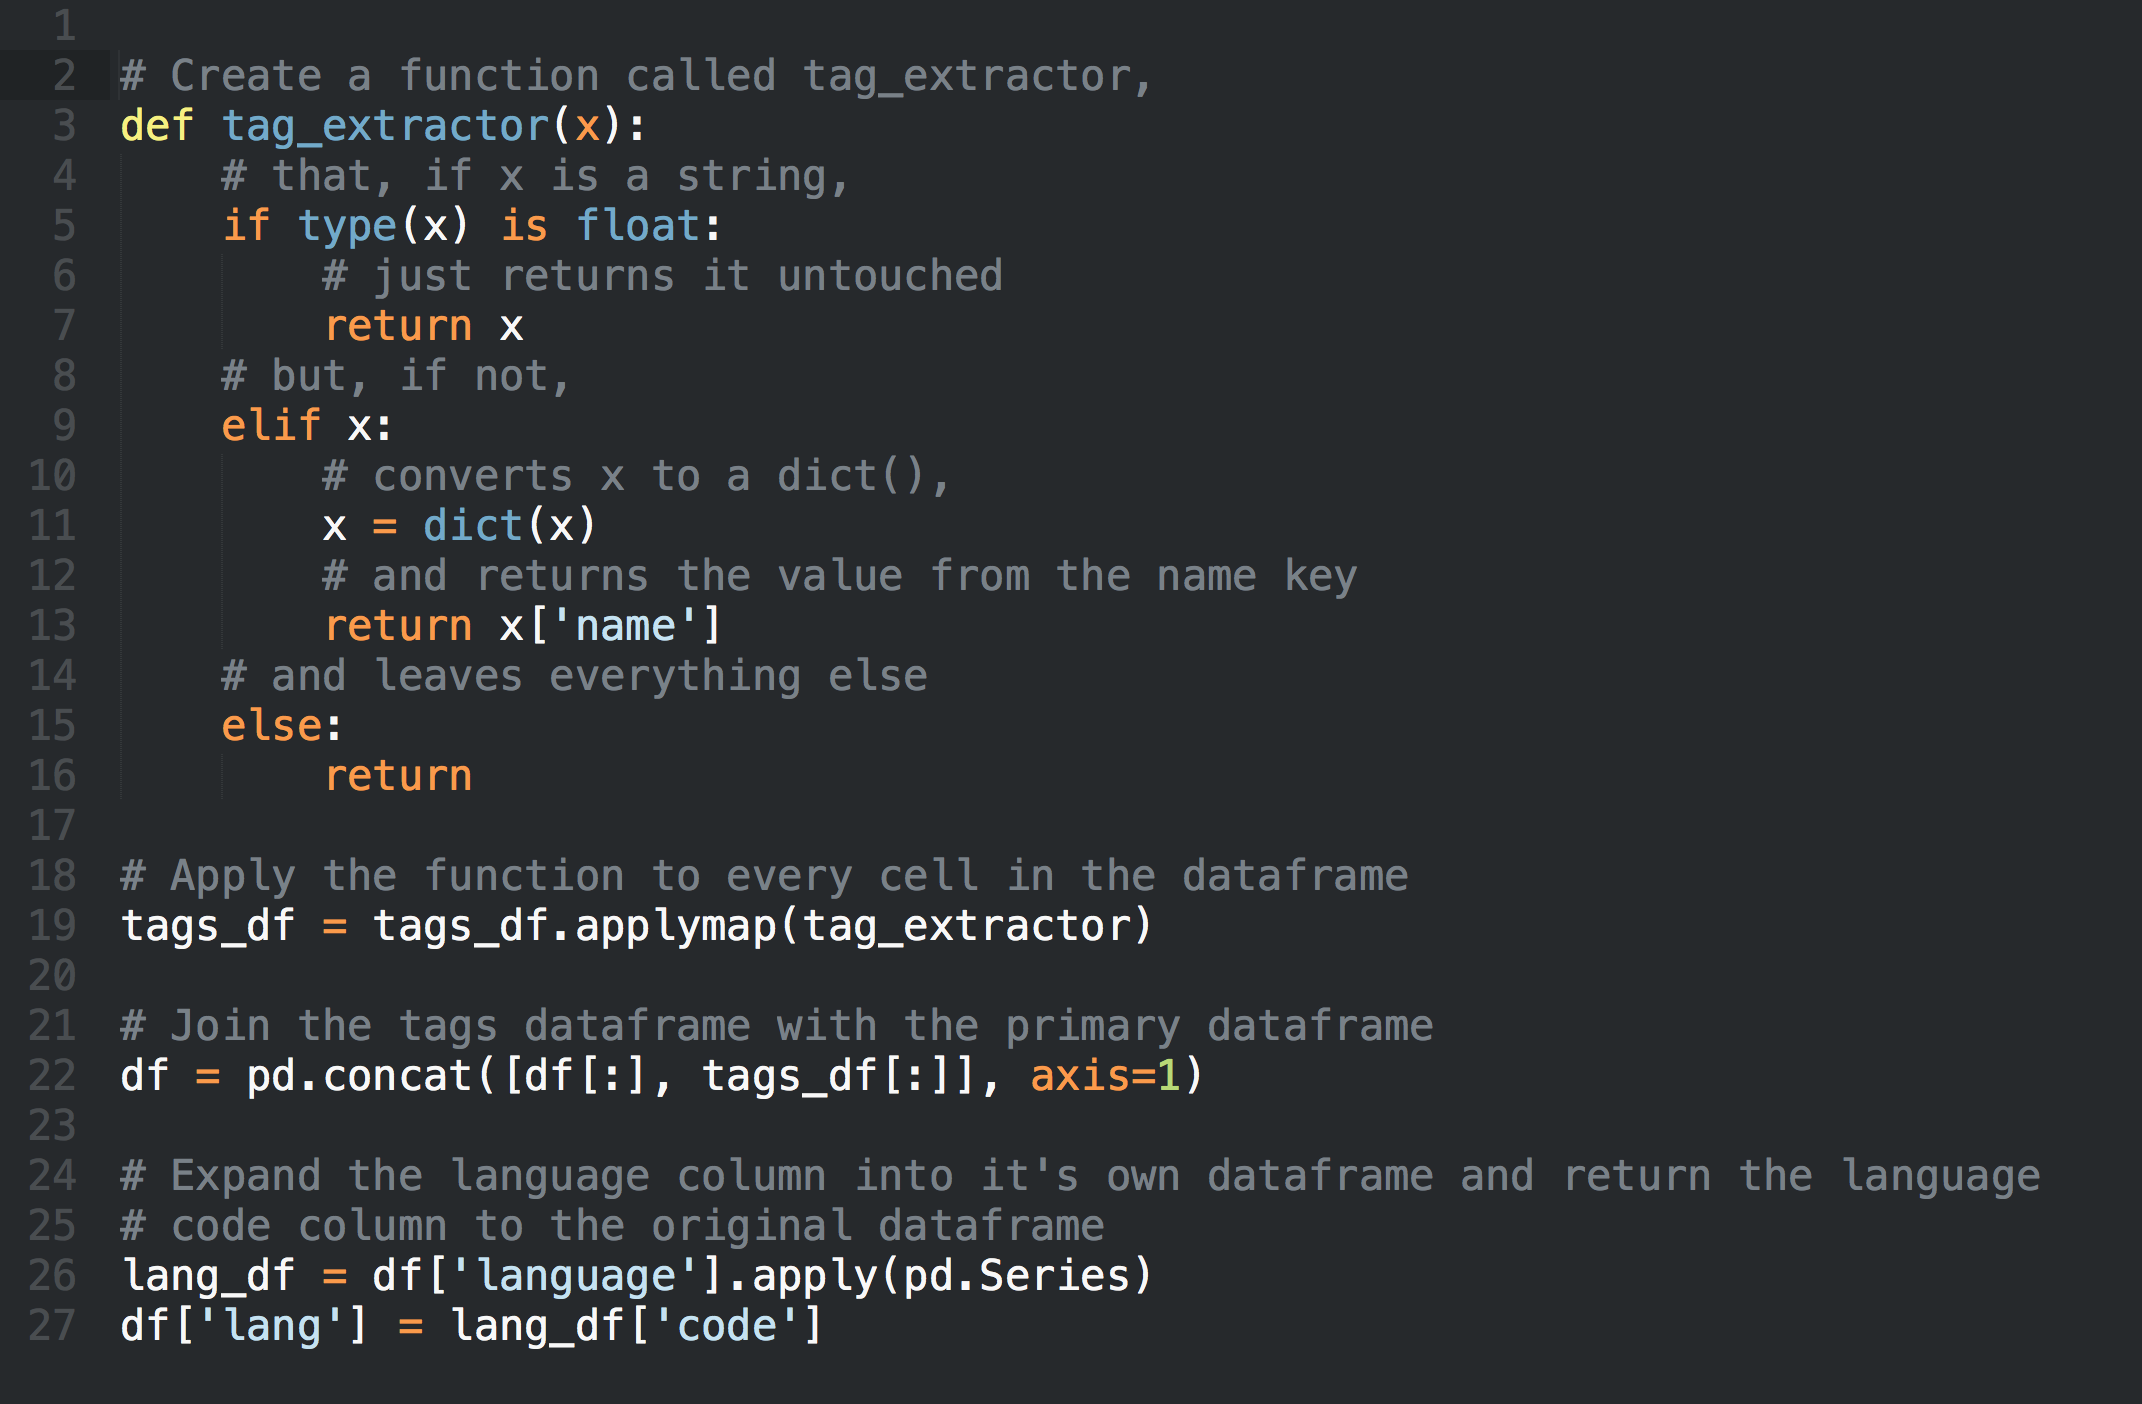 1
2 # Create a function called tag_extractor,
3 def tag_extractor(x):
4     # that, if x is a string,
5     if type(x) is float:
6         # just returns it untouched
7         return x
8     # but, if not,
9     elif x:
10         # converts x to a dict(),
11         x = dict(x)
12         # and returns the value from the name key
13         return x['name']
14     # and leaves everything else
15     else:
16         return
17
18 # Apply the function to every cell in the dataframe
19 tags_df = tags_df.applymap(tag_extractor)
20
21 # Join the tags dataframe with the primary dataframe
22 df = pd.concat([df[:], tags_df[:]], axis=1)
23
24 # Expand the language column into it's own dataframe and return the language
25 # code column to the original dataframe
26 lang_df = df['language'].apply(pd.Series)
27 df['lang'] = lang_df['code']